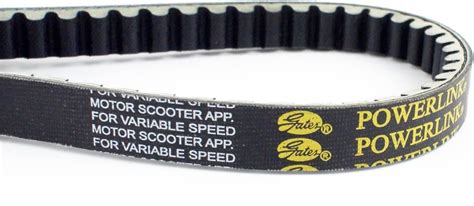 FOR VARIABLE SPEED
MOTOR SCOOTER APP.
FOR VARIABLE SPEED
MOTOR SCOOTER APP.
FOR VARIABLE SPEED
Gates® POWERLINK
Gates® POWERLINK